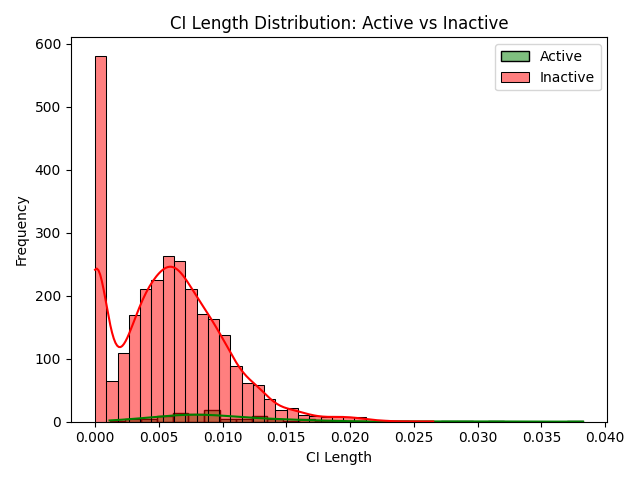 CI Length Distribution: Active vs Inactive
Active
Inactive
Frequency
600
500
400
300
200
100
0
0.000 0.005 0.010 0.015 0.020 0.025 0.030 0.035 0.040
CI Length